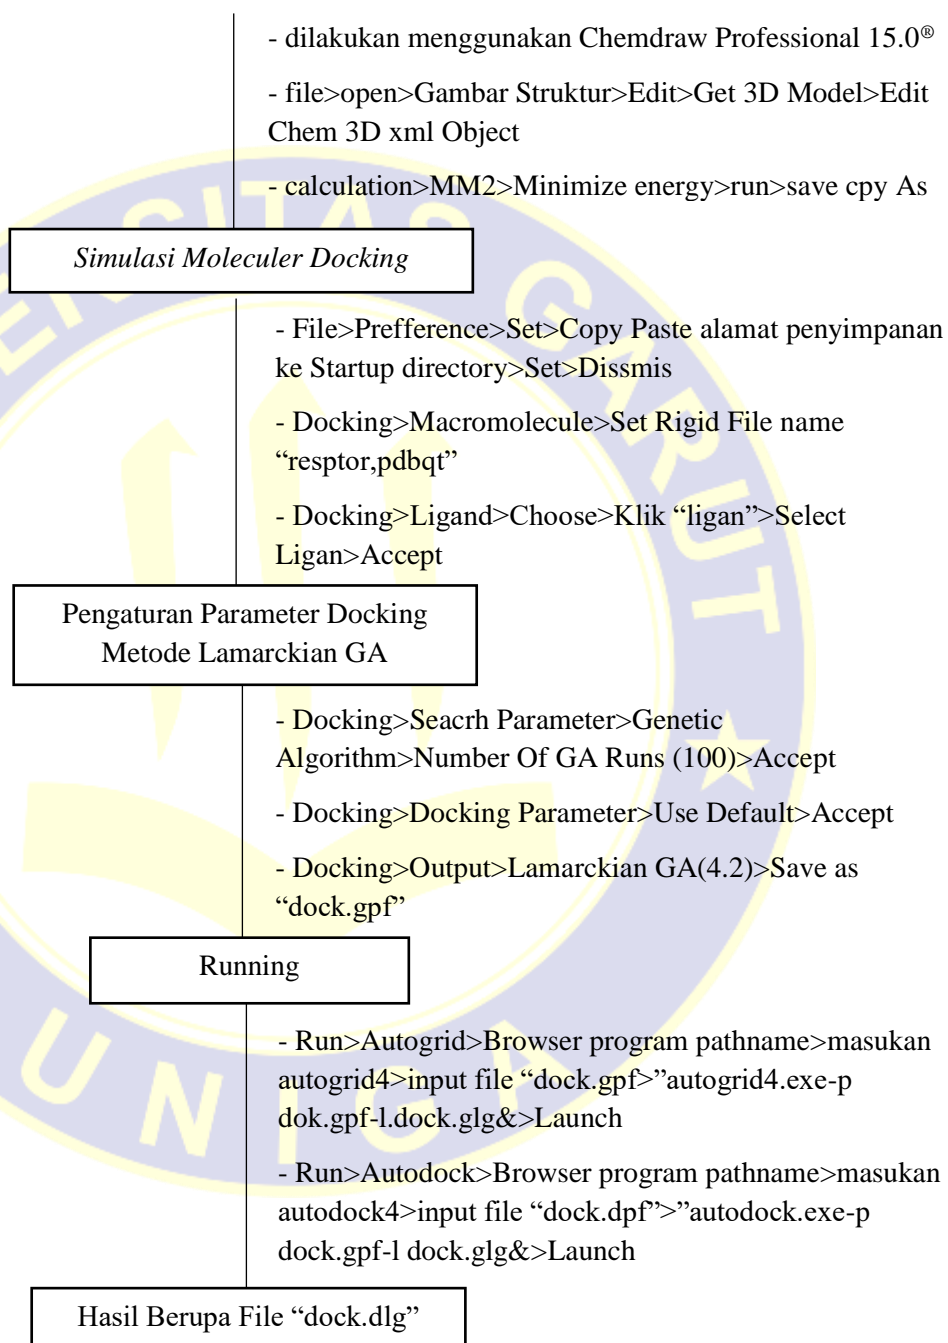 - dilakukan menggunakan Chemdraw Professional 15.0®
- file>open>Gambar Struktur>Edit>Get 3D Model>Edit
Chem 3D xml Object
- calculation>MM2>Minimize energy>run>save cpy As
Simulasi Moleculer Docking
- File>Prefference>Set>Copy Paste alamat penyimpanan
ke Startup directory>Set>Dissmis
- Docking>Macromolecule>Set Rigid File name
“resptor,pdbqt”
- Docking>Ligand>Choose>Klik “ligan”>Select
Ligan>Accept
Pengaturan Parameter Docking
Metode Lamarckian GA
- Docking>Seacrh Parameter>Genetic
Algorithm>Number Of GA Runs (100)>Accept
- Docking>Docking Parameter>Use Default>Accept
- Docking>Output>Lamarckian GA(4.2)>Save as
“dock.gpf”
Running
- Run>Autogrid>Browser program pathname>masukan
autogrid4>input file “dock.gpf>”autogrid4.exe-p
dok.gpf-l.dock.glg&>Launch
- Run>Autodock>Browser program pathname>masukan
autodock4>input file “dock.dpf”>”autodock.exe-p
dock.gpf-l dock.glg&>Launch
Hasil Berupa File “dock.dlg”
ERSITAS GARUT
UNIGA